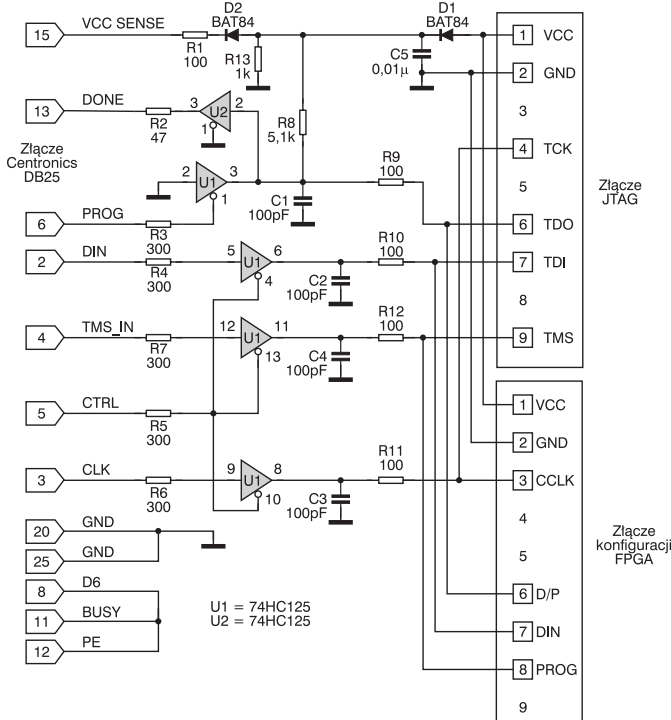 D2
BAT84
D1
BAT84
15 VCC SENSE
R1
100
R13
1k
C5
0,01µ
1 VCC
2 GND
3
4 TCK
5
6 TDO
7 TDI
8
9 TMS
Złącze
JTAG
13 DONE
R2
47
3 U2 2
1
R8
5,1k
Złącze
Centronics
DB25
2 U1 3
1
R9
100
C1
100pF
6 PROG
R3
300
2 DIN
R4
300
5 U1 6
4
R10
100
C2
100pF
4 TMS_IN
R7
300
12 U1 11
13
R12
100
C4
100pF
5 CTRL
R5
300
3 CLK
R6
300
9 U1 8
10
R11
100
C3
100pF
20 GND
25 GND
8 D6
11 BUSY
12 PE
U1 = 74HC125
U2 = 74HC125
1 VCC
2 GND
3 CCLK
4
5
6 D/P
7 DIN
8 PROG
9
Złącze
konfiguracji
FPGA